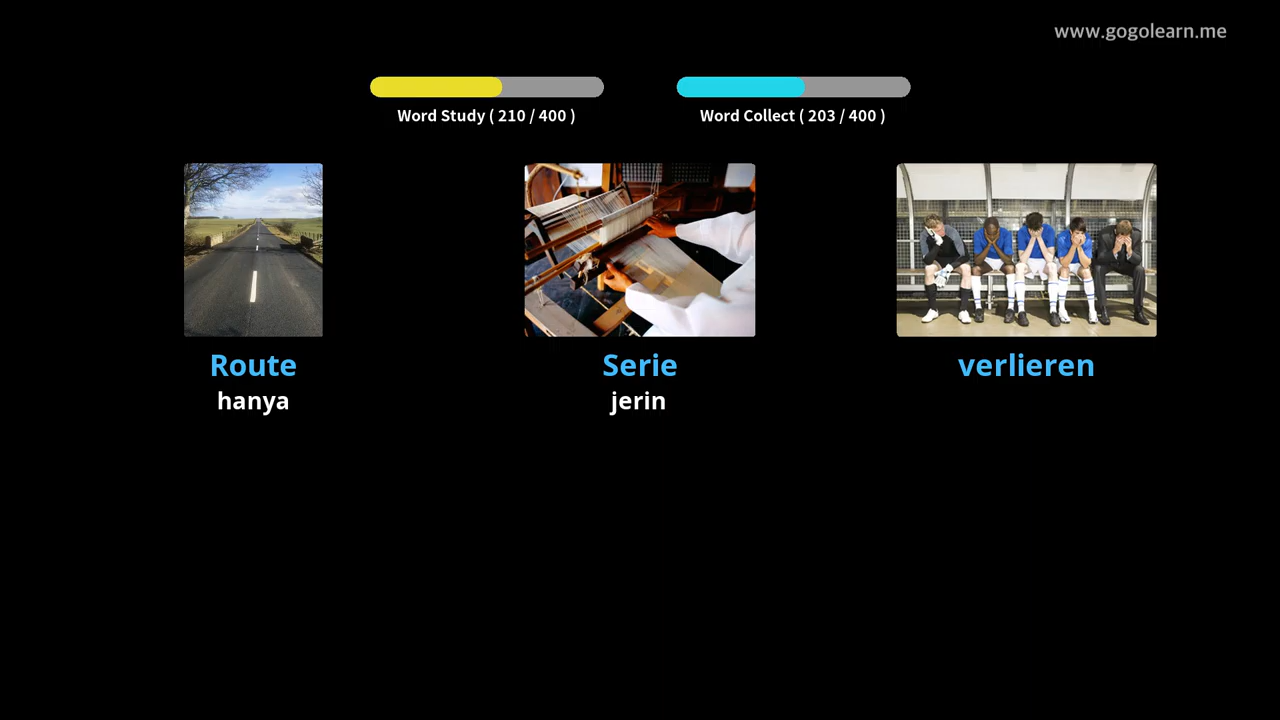 www.gogolearn.me
Word Study ( 210 / 400 )
Word Collect ( 203 / 400 )
Route
hanya
Serie
jerin
verlieren